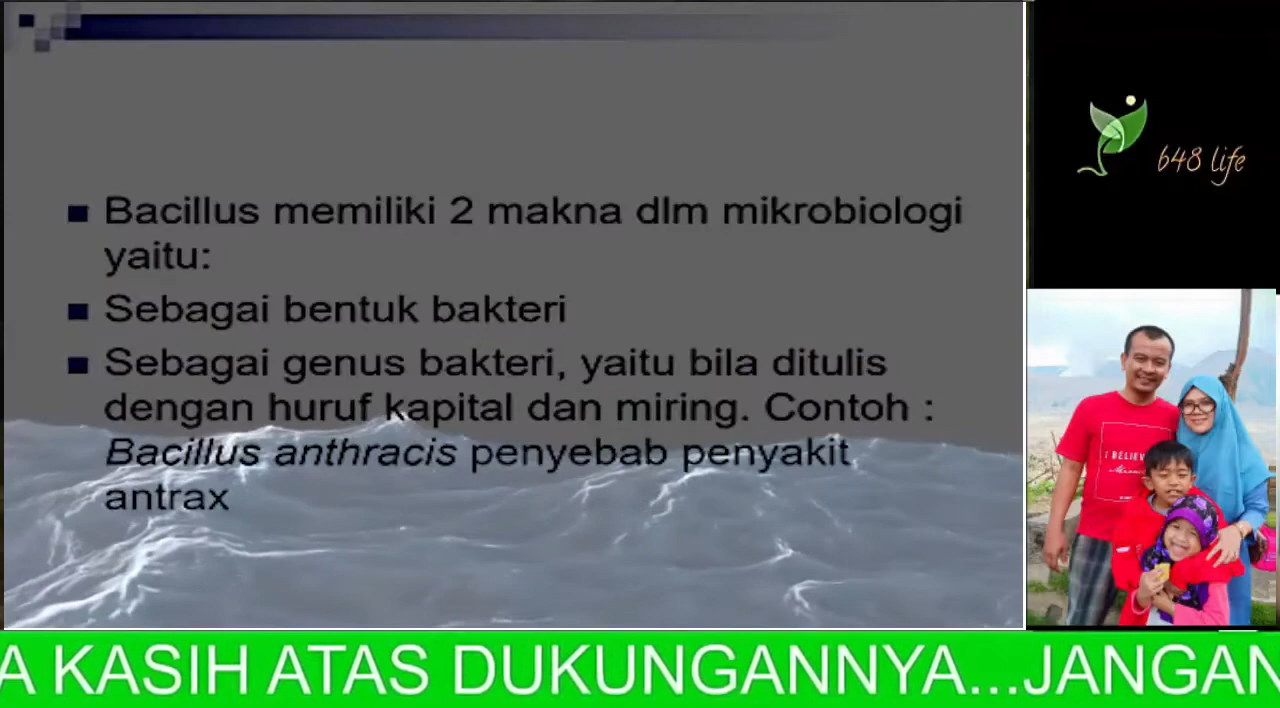 Bacillus memiliki 2 makna dlm mikrobiologi
yaitu:
Sebagai bentuk bakteri
Sebagai genus bakteri, yaitu bila ditulis
dengan huruf kapital dan miring. Contoh :
Bacillus anthracis penyebab penyakit
antrax
648 life
I BELIEV
A KASIH ATAS DUKUNGANNYA...JANGAN